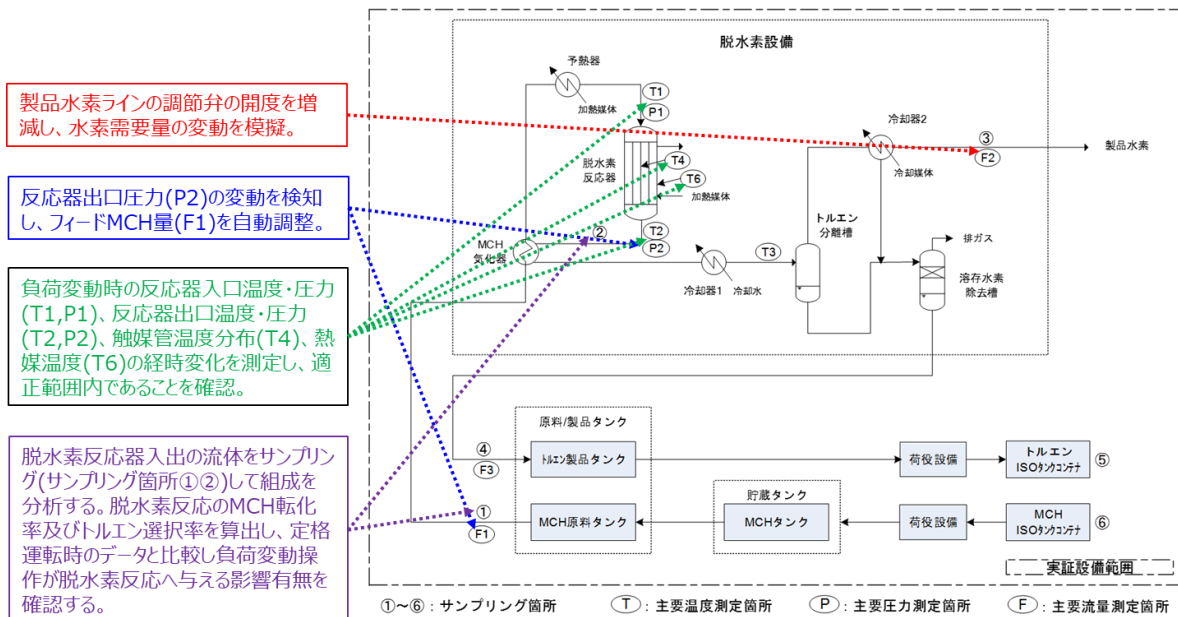 製品水素ラインの調節弁の開度を増
減し、水素需要量の変動を模擬。
反応器出口圧力(P2)の変動を検知
し、フィードMCH量(F1)を自動調整。
負荷変動時の反応器入口温度・圧力
(T1,P1)、反応器出口温度・圧力
(T2,P2)、触媒管温度分布(T4)、熱
媒温度(T6)の経時変化を測定し、適
正範囲内であることを確認。
脱水素反応器入出の流体をサンプリン
グ(サンプリング箇所①②)して組成を
分析する。脱水素反応のMCH転化
率及びトルエン選択率を算出し、定格
運転時のデータと比較し負荷変動操
作が脱水素反応へ与える影響有無を
確認する。
脱水素設備
予熱器
加熱媒体
T1
P1
脱水素
反応器
T4
T6
加熱媒体
T2
P2
②
MCH
気化器
冷却器1
冷却水
T3
トルエン
分離槽
冷却器2
冷却媒体
③
F2
製品水素
排ガス
溶存水素
除去槽
原料/製品タンク
④
F3
トルエン製品タンク
荷役設備
トルエン
ISOタンクコンテナ
⑤
①
F1
MCH原料タンク
貯蔵タンク
MCHタンク
荷役設備
MCH
ISOタンクコンテナ
⑥
実証設備範囲
①～⑥：サンプリング箇所
T：主要温度測定箇所
P：主要圧力測定箇所
F：主要流量測定箇所